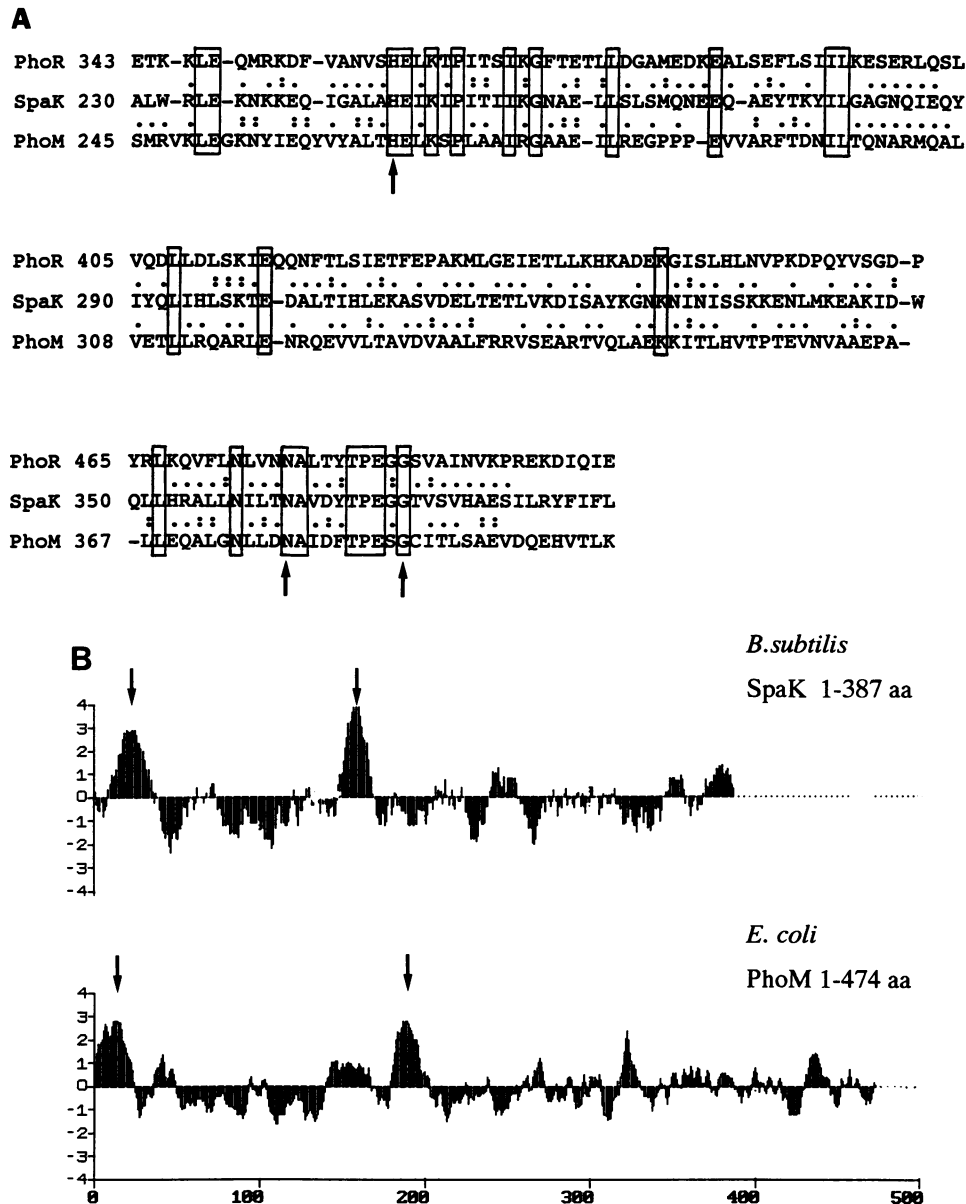 A
PhoR 343 ETK-KLE-QMRKDF-VANVSHELKTPITSIKGFTETLLDGAMEDKEALSEFLSIILKESERLQSL
SpaK 230 ALW-RLE-KNKKEQ-IGALAHEIKIPITIIKGNAE-LLSLSMQNEEQ-AEYTKYILGAGNQIEQY
PhoM 245 SMRVKLEGKNYIEQYVYALTHELKSPLAAIRGAAE-ILREGPPP-EVVARFTDNILTQNARMQAL
PhoR 405 VQDLLDLSKIEQQNFTLSIETFEPAKMLGEIETLLKHKADEKGISLHLNVPKDPQYVSGD-P
SpaK 290 IYQLIHLSKTE-DALTIHLEKASVDELTETLVKDISAYKGNKNINISSKKENLMKEAKID-W
PhoM 308 VETLLRQARLE-NRQEVVLTAVDVAALFRRVSEARTVQLAEKKITLHVTPTEVNVAAEPA-
PhoR 465 YRLKQVFLNLVNNALTYTPEGGSVAINVKPREKDIQIE
SpaK 350 QLLHRALLNILTNAVDYTPEGGTVSVHAESILRYFIFL
PhoM 367 -LLEQALGNLLDNAIDFTPESGCITLSAEVDQEHVTLK
B
B.subtilis
SpaK 1-387 aa
4
3
2
1
0
-1
-2
-3
-4
E. coli
PhoM 1-474 aa
4
3
2
1
0
-1
-2
-3
-4
0 100 200 300 400 500